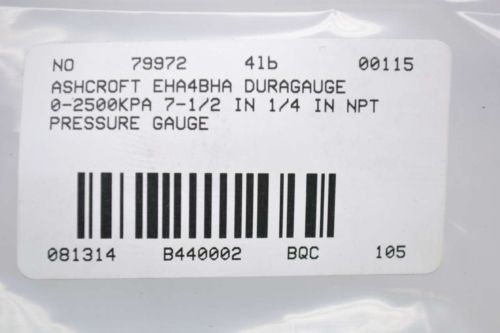 NO 79972 4lb 00115
ASHCROFT EHA4BHA DURAGAUGE
0-2500KPA 7-1/2 IN 1/4 IN NPT
PRESSURE GAUGE
081314 B440002 BQC 105